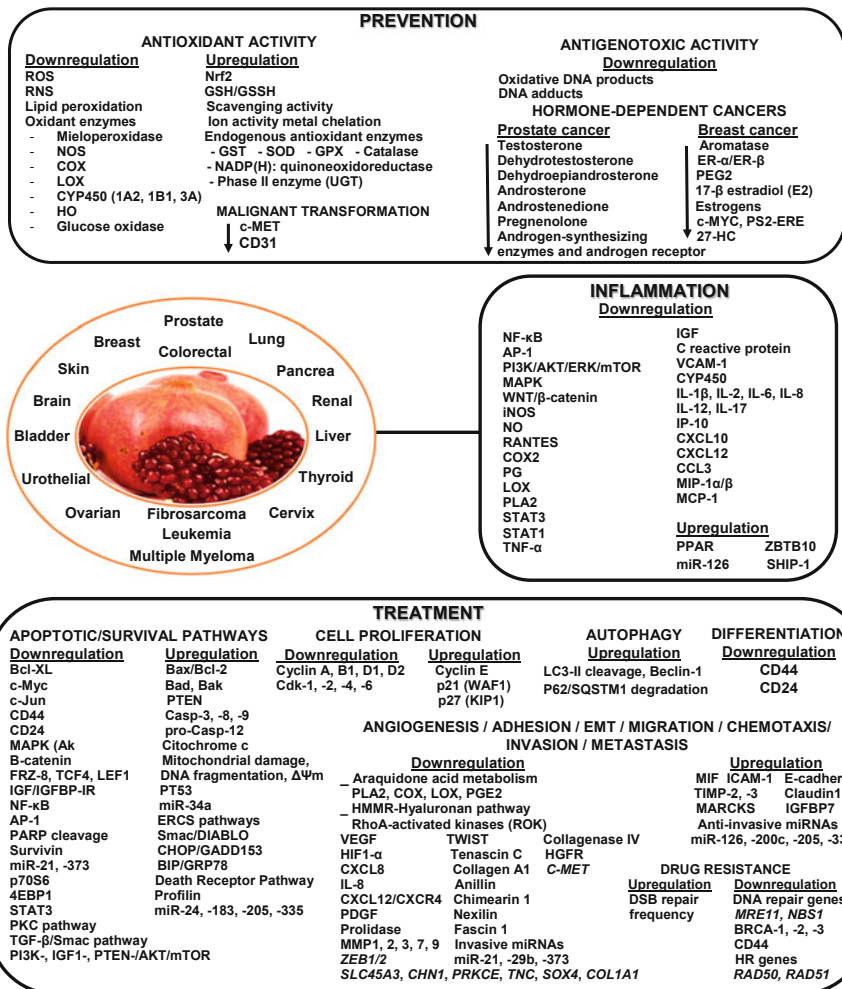 PREVENTION
ANTIOXIDANT ACTIVITY
Downregulation
ROS
RNS
Lipid peroxidation
Oxidant enzymes
- Mieloperoxidase
- NOS
- COX
- LOX
- CYP450 (1A2, 1B1, 3A)
- HO
- Glucose oxidase
Upregulation
Nrf2
GSH/GSSH
Scavenging activity
Ion activity metal chelation
Endogenous antioxidant enzymes
- GST - SOD - GPX - Catalase
- NADP(H): quinoneoxidoreductase
- Phase II enzyme (UGT)
MALIGNANT TRANSFORMATION
c-MET
CD31
ANTIGENOTOXIC ACTIVITY
Downregulation
Oxidative DNA products
DNA adducts
HORMONE-DEPENDENT CANCERS
Prostate cancer
Testosterone
Dehydrotestosterone
Dehydroepiandrosterone
Androsterone
Androstenedione
Pregnenolone
Androgen-synthesizing
enzymes and androgen receptor
Breast cancer
Aromatase
ER-α/ER-β
PEG2
17-β estradiol (E2)
Estrogens
c-MYC, PS2-ERE
27-HC
Prostate
Breast
Lung
Colorectal
Skin
Pancrea
Brain
Renal
Bladder
Liver
Urothelial
Thyroid
Ovarian
Fibrosarcoma
Cervix
Leukemia
Multiple Myeloma
INFLAMMATION
Downregulation
NF-κB
AP-1
PI3K/AKT/ERK/mTOR
MAPK
WNT/β-catenin
iNOS
NO
RANTES
COX2
PG
LOX
PLA2
STAT3
STAT1
TNF-α
IGF
C reactive protein
VCAM-1
CYP450
IL-1β, IL-2, IL-6, IL-8
IL-12, IL-17
IP-10
CXCL10
CXCL12
CCL3
MIP-1α/β
MCP-1
Upregulation
PPAR ZBTB10
miR-126 SHIP-1
TREATMENT
APOPTOTIC/SURVIVAL PATHWAYS
Downregulation
Bcl-XL
c-Myc
c-Jun
CD44
CD24
MAPK (Ak
B-catenin
FRZ-8, TCF4, LEF1
IGF/IGFBP-IR
NF-κB
AP-1
PARP cleavage
Survivin
miR-21, -373
p70S6
4EBP1
STAT3
PKC pathway
TGF-β/Smac pathway
PI3K-, IGF1-, PTEN-/AKT/mTOR
Upregulation
Bax/Bcl-2
Bad, Bak
PTEN
Casp-3, -8, -9
pro-Casp-12
Citochrome c
Mitochondrial damage,
DNA fragmentation, ΔΨm
PT53
miR-34a
ERCS pathways
Smac/DIABLO
CHOP/GADD153
BIP/GRP78
Death Receptor Pathway
Profilin
miR-24, -183, -205, -335
CELL PROLIFERATION
Downregulation
Cyclin A, B1, D1, D2
Cdk-1, -2, -4, -6
Upregulation
Cyclin E
p21 (WAF1)
p27 (KIP1)
AUTOPHAGY
Upregulation
LC3-II cleavage, Beclin-1
P62/SQSTM1 degradation
DIFFERENTIATION
Downregulation
CD44
CD24
ANGIOGENESIS / ADHESION / EMT / MIGRATION / CHEMOTAXIS/
INVASION / METASTASIS
Downregulation
_ Araquidone acid metabolism
PLA2, COX, LOX, PGE2
_ HMMR-Hyaluronan pathway
RhoA-activated kinases (ROK)
VEGF TWIST Collagenase IV
HIF1-α Tenascin C HGFR
CXCL8 Collagen A1 C-MET
IL-8 Anillin
CXCL12/CXCR4 Chimearin 1
PDGF Nexilin
Prolidase Fascin 1
MMP1, 2, 3, 7, 9 Invasive miRNAs
ZEB1/2 miR-21, -29b, -373
SLC45A3, CHN1, PRKCE, TNC, SOX4, COL1A1
Upregulation
MIF ICAM-1 E-cadher
TIMP-2, -3 Claudin1
MARCKS IGFBP7
Anti-invasive miRNAs
miR-126, -200c, -205, -33
DRUG RESISTANCE
Upregulation
DSB repair
frequency
Downregulation
DNA repair genes
MRE11, NBS1
BRCA-1, -2, -3
CD44
HR genes
RAD50, RAD51